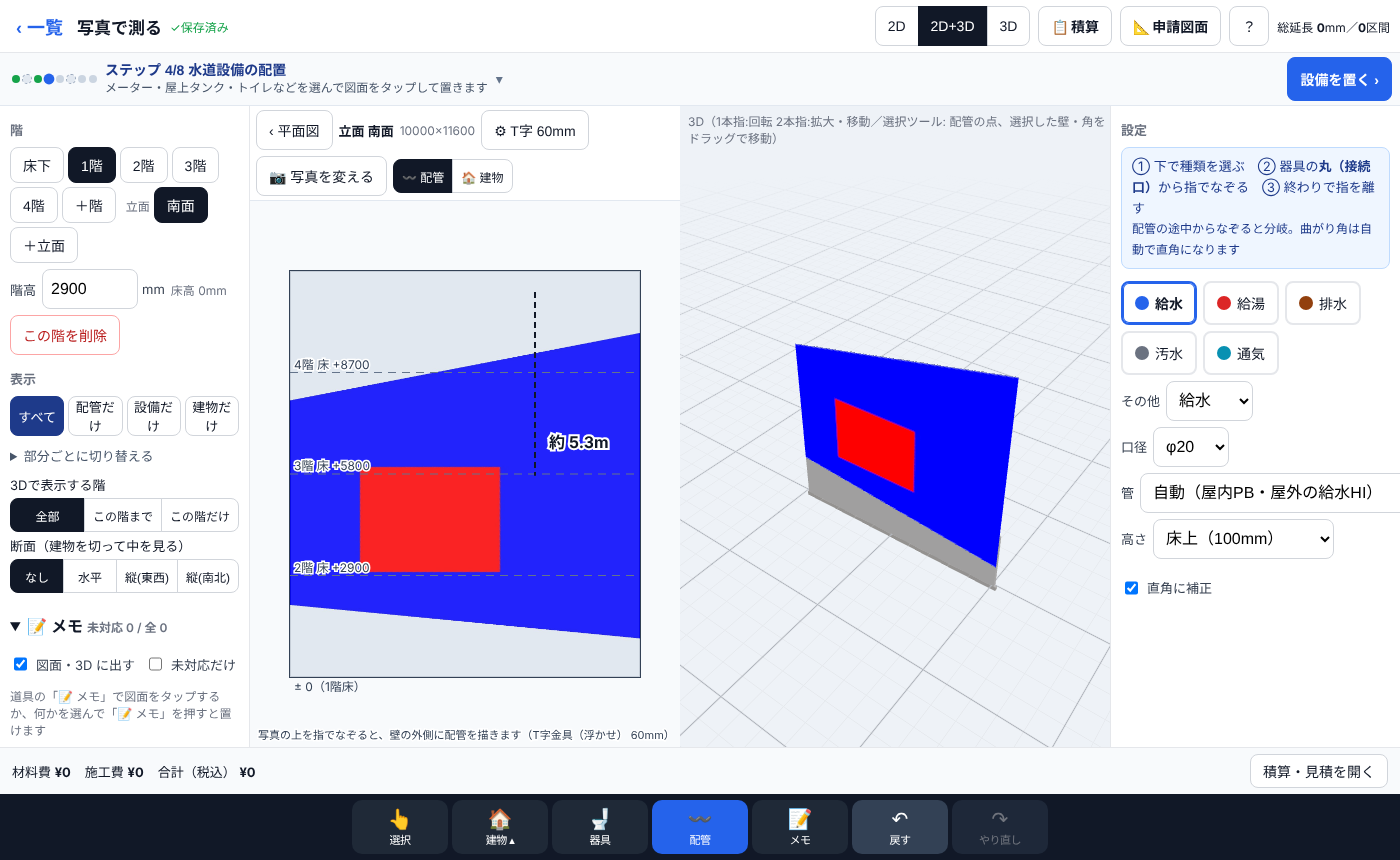 ‹ 一覧 写真で測る ✓保存済み 2D 2D+3D 3D 📋積算 📐申請図面 ? 総延長 0mm／0区間
ステップ 4/8 水道設備の配置
メーター・屋上タンク・トイレなどを選んで図面をタップして置きます ▼
設備を置く ›
階
床下 1階 2階 3階
4階 ＋階 立面 南面
＋立面
階高 2900 mm 床高 0mm
この階を削除
表示
すべて 配管だけ 設備だけ 建物だけ
▶ 部分ごとに切り替える
3Dで表示する階
全部 この階まで この階だけ
断面（建物を切って中を見る）
なし 水平 縦(東西) 縦(南北)
▼ 📝 メモ 未対応 0 / 全 0
図面・3D に出す 未対応だけ
道具の「📝 メモ」で図面をタップする
か、何かを選んで「📝 メモ」を押すと置
けます
‹ 平面図 立面 南面 10000×11600 ⚙ T字 60mm
📷 写真を変える 〰️ 配管 🏠 建物
4階 床 +8700
約 5.3m
3階 床 +5800
2階 床 +2900
± 0（1階床）
写真の上を指でなぞると、壁の外側に配管を描きます（T字金具（浮かせ） 60mm）
3D（1本指:回転 2本指:拡大・移動／選択ツール: 配管の点、選択した壁・角を
ドラッグで移動）
設定
① 下で種類を選ぶ ② 器具の丸（接続
口）から指でなぞる ③ 終わりで指を離
す
配管の途中からなぞると分岐。曲がり角は自
動で直角になります
給水 給湯 排水
汚水 通気
その他 給水
口径 φ20
管 自動（屋内PB・屋外の給水HI）
高さ 床上（100mm）
直角に補正
材料費 ¥0 施工費 ¥0 合計（税込） ¥0
積算・見積を開く
選択 建物▲ 器具 配管 メモ 戻す やり直し